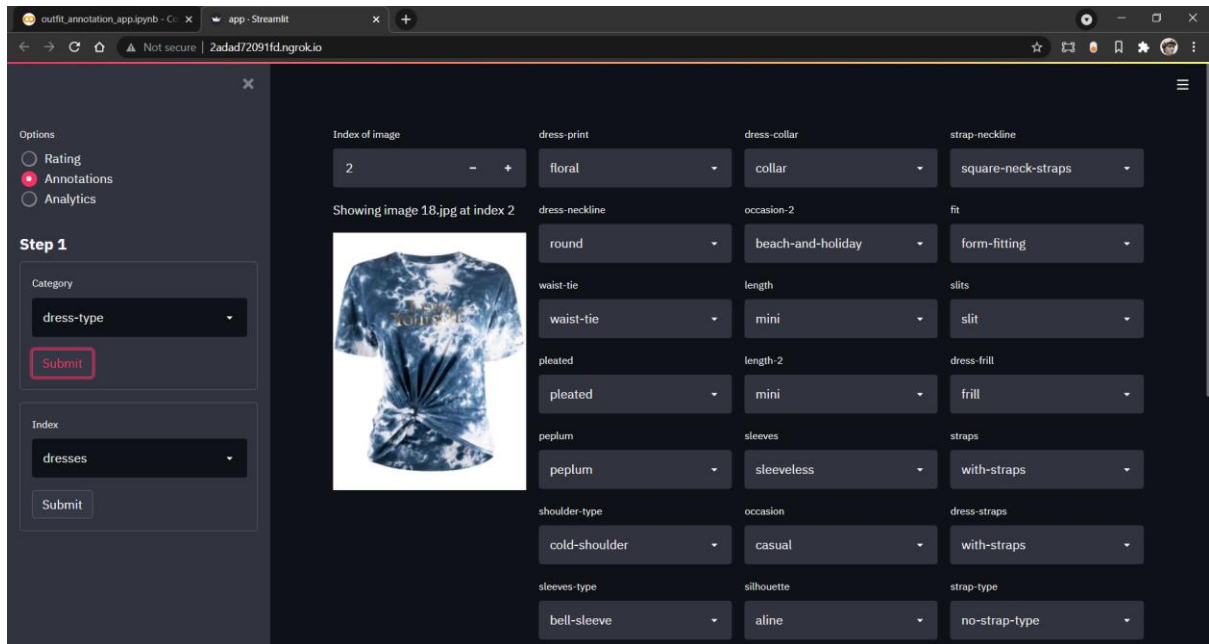 outfit_annotation_app.ipynb - Co
app · Streamlit
Not secure | 2adad72091fd.ngrok.io
Options
Rating
Annotations
Analytics
Step 1
Category
dress-type
Submit
Index
dresses
Submit
Index of image
2
Showing image 18.jpg at index 2
dress-print
floral
dress-neckline
round
waist-tie
waist-tie
pleated
pleated
peplum
peplum
shoulder-type
cold-shoulder
sleeves-type
bell-sleeve
dress-collar
collar
occasion-2
beach-and-holiday
length
mini
length-2
mini
sleeves
sleeveless
occasion
casual
silhouette
aline
strap-neckline
square-neck-straps
fit
form-fitting
slits
slit
dress-frill
frill
straps
with-straps
dress-straps
with-straps
strap-type
no-strap-type